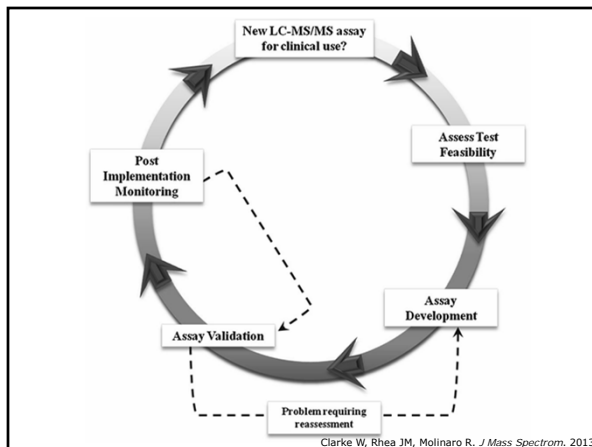 New LC-MS/MS assay
for clinical use?
Assess Test
Feasibility
Post
Implementation
Monitoring
Assay
Development
Assay Validation
Problem requiring
reassessment
Clarke W, Rhea JM, Molinaro R. J Mass Spectrom. 2013